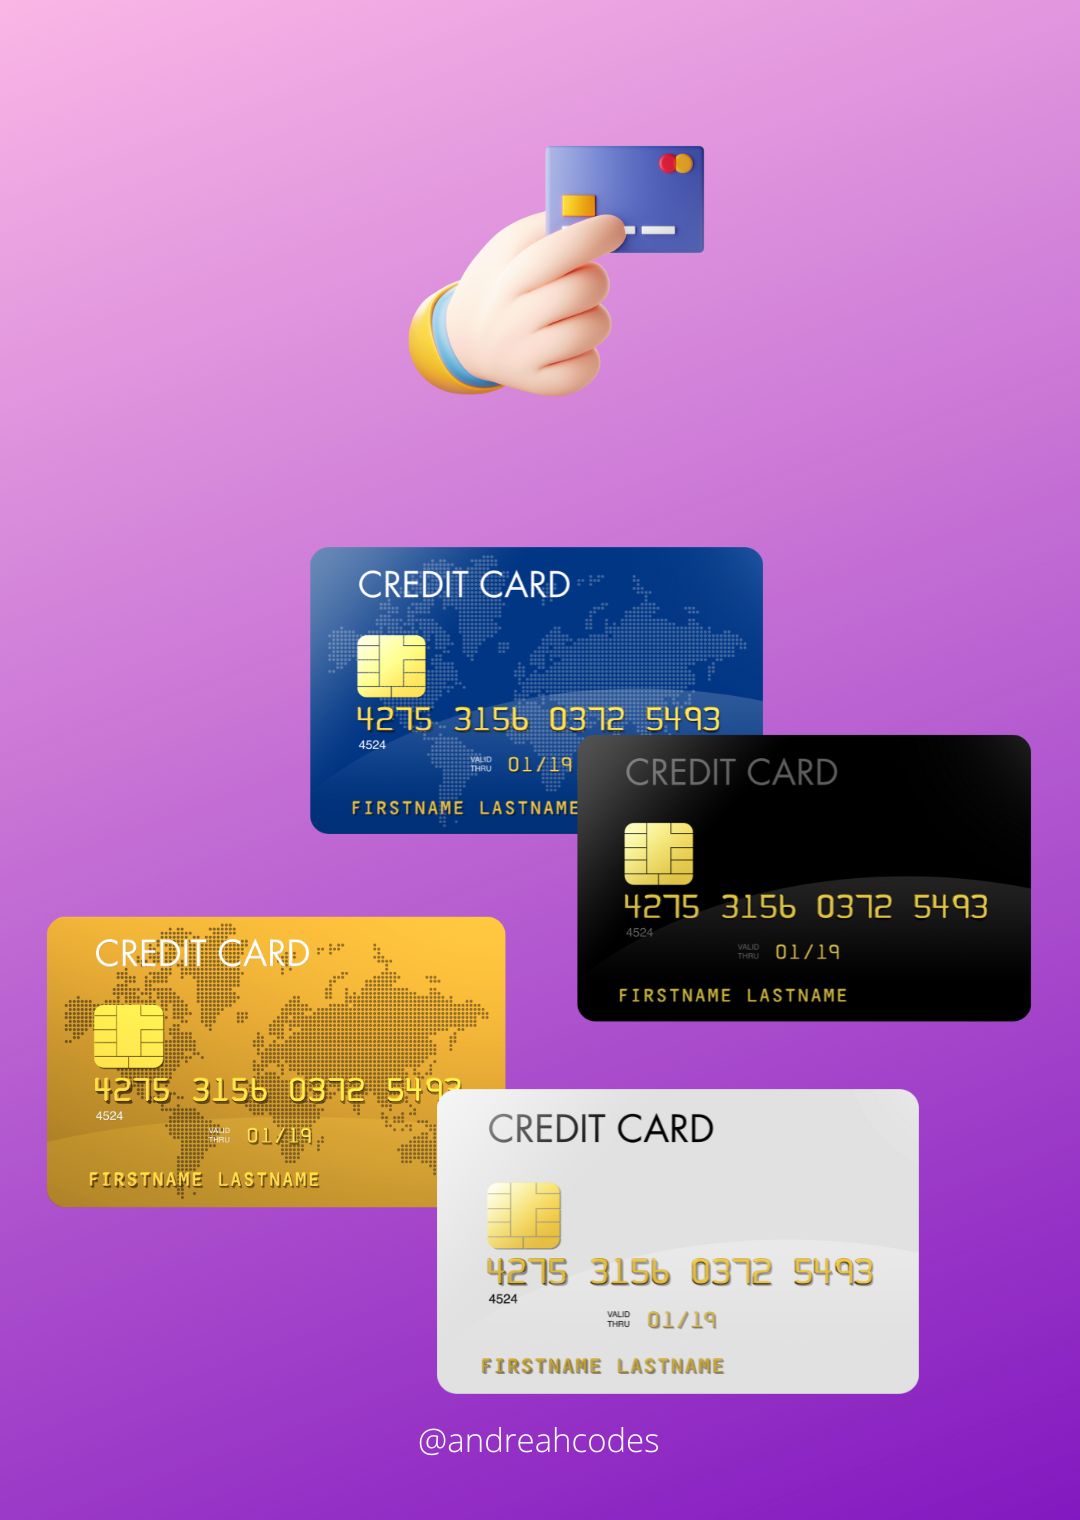 CREDIT CARD
4275 3156 0372 5493
4524
VALID
THRU
01/19
FIRSTNAME LASTNAME
CREDIT CARD
4275 3156 0372 5493
4524
VALID
THRU
01/19
FIRSTNAME LASTNAME
CREDIT CARD
4275 3156 0372 5493
4524
VALID
THRU
01/19
FIRSTNAME LASTNAME
CREDIT CARD
4275 3156 0372 5493
4524
VALID
THRU
01/19
FIRSTNAME LASTNAME
@andreahcodes